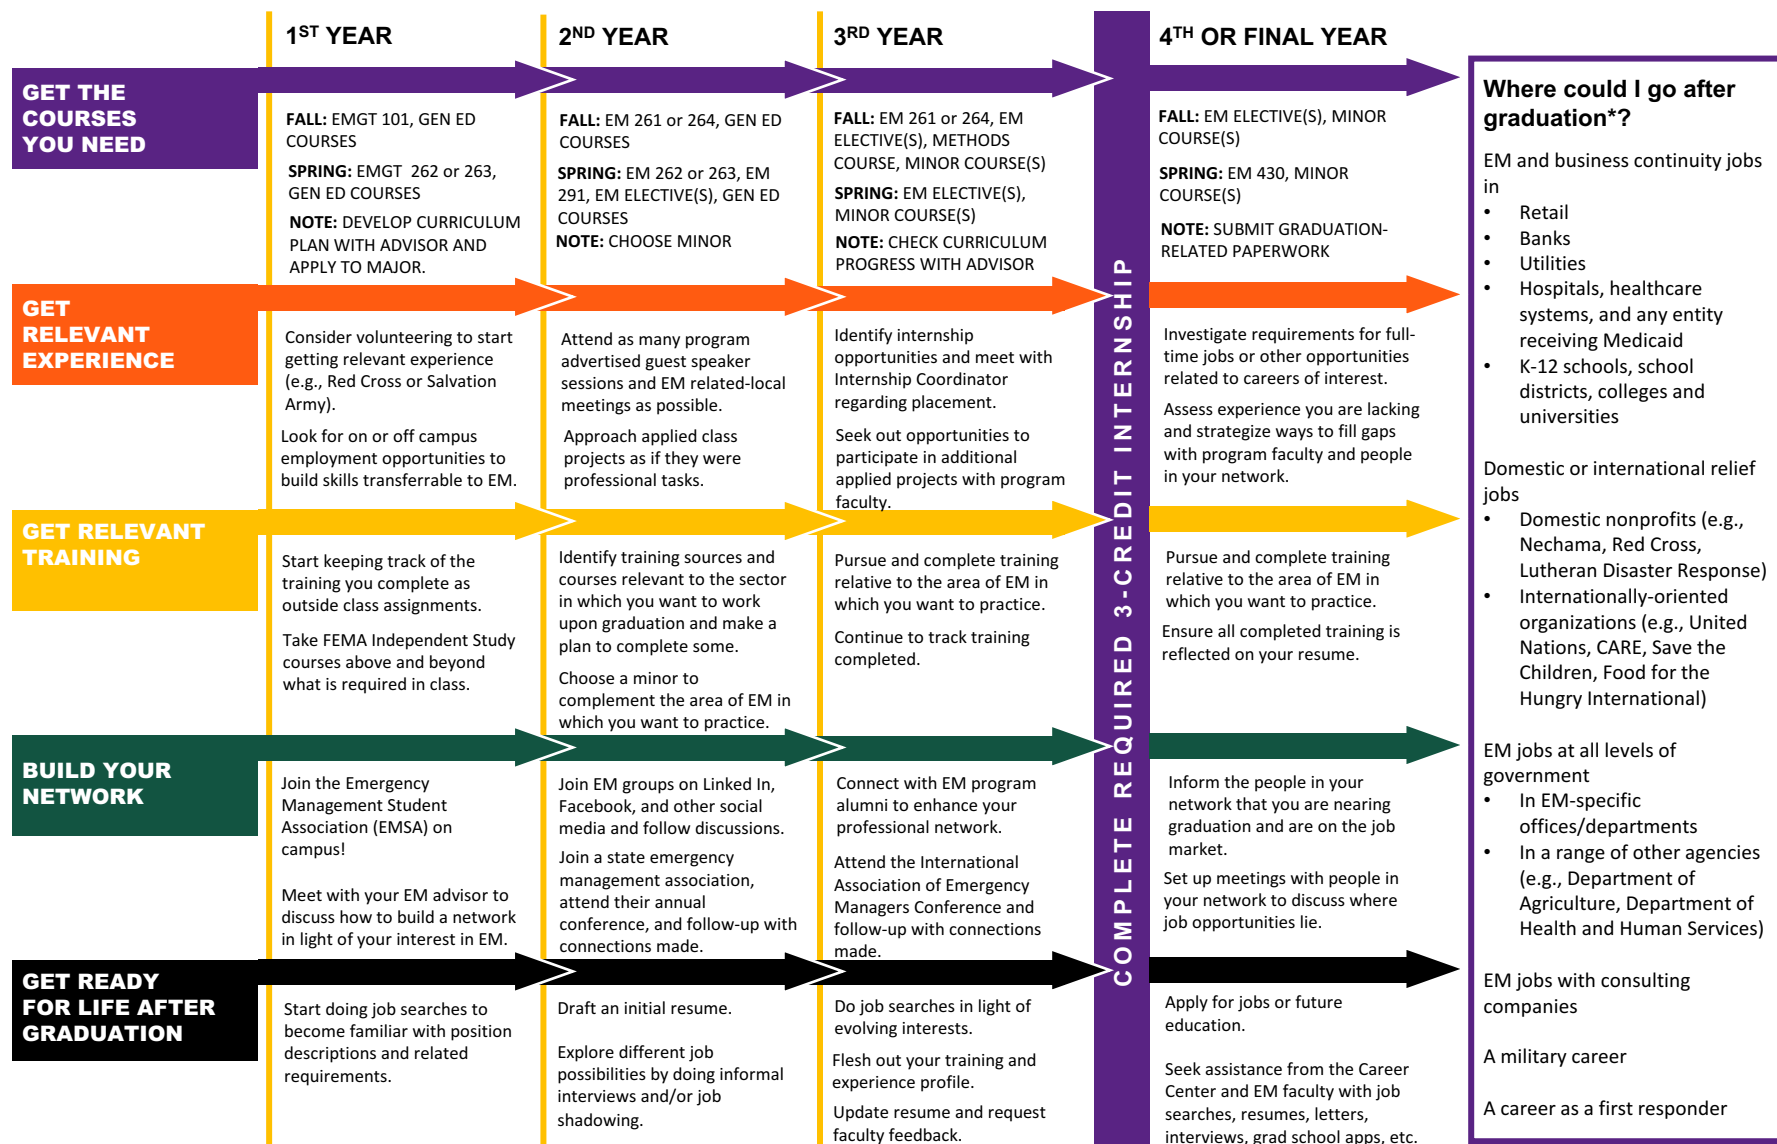 1ST YEAR
2ND YEAR
3RD YEAR
4TH OR FINAL YEAR
GET THE
COURSES
YOU NEED
FALL: EMGT 101, GEN ED
COURSES
SPRING: EMGT  262 or 263,
GEN ED COURSES
NOTE: DEVELOP CURRICULUM
PLAN WITH ADVISOR AND
APPLY TO MAJOR.
FALL: EM 261 or 264, GEN ED
COURSES
SPRING: EM 262 or 263, EM
291, EM ELECTIVE(S), GEN ED
COURSES
NOTE: CHOOSE MINOR
FALL: EM 261 or 264, EM
ELECTIVE(S), METHODS
COURSE, MINOR COURSE(S)
SPRING: EM ELECTIVE(S),
MINOR COURSE(S)
NOTE: CHECK CURRICULUM
PROGRESS WITH ADVISOR
FALL: EM ELECTIVE(S), MINOR
COURSE(S)
SPRING: EM 430, MINOR
COURSE(S)
NOTE: SUBMIT GRADUATION-
RELATED PAPERWORK
GET
RELEVANT
EXPERIENCE
Consider volunteering to start
getting relevant experience
(e.g., Red Cross or Salvation
Army).
Look for on or off campus
employment opportunities to
build skills transferrable to EM.
Attend as many program
advertised guest speaker
sessions and EM related-local
meetings as possible.
Approach applied class
projects as if they were
professional tasks.
Identify internship
opportunities and meet with
Internship Coordinator
regarding placement.
Seek out opportunities to
participate in additional
applied projects with program
faculty.
Investigate requirements for full-
time jobs or other opportunities
related to careers of interest.
Assess experience you are lacking
and strategize ways to fill gaps
with program faculty and people
in your network.
GET RELEVANT
TRAINING
Start keeping track of the
training you complete as
outside class assignments.
Take FEMA Independent Study
courses above and beyond
what is required in class.
Identify training sources and
courses relevant to the sector
in which you want to work
upon graduation and make a
plan to complete some.
Choose a minor to
complement the area of EM in
which you want to practice.
Pursue and complete training
relative to the area of EM in
which you want to practice.
Continue to track training
completed.
Pursue and complete training
relative to the area of EM in
which you want to practice.
Ensure all completed training is
reflected on your resume.
BUILD YOUR
NETWORK
Join the Emergency
Management Student
Association (EMSA) on
campus!
Meet with your EM advisor to
discuss how to build a network
in light of your interest in EM.
Join EM groups on Linked In,
Facebook, and other social
media and follow discussions.
Join a state emergency
management association,
attend their annual
conference, and follow-up with
connections made.
Connect with EM program
alumni to enhance your
professional network.
Attend the International
Association of Emergency
Managers Conference and
follow-up with connections
made.
Inform the people in your
network that you are nearing
graduation and are on the job
market.
Set up meetings with people in
your network to discuss where
job opportunities lie.
GET READY
FOR LIFE AFTER
GRADUATION
Start doing job searches to
become familiar with position
descriptions and related
requirements.
Draft an initial resume.
Explore different job
possibilities by doing informal
interviews and/or job
shadowing.
Do job searches in light of
evolving interests.
Flesh out your training and
experience profile.
Update resume and request
faculty feedback.
Apply for jobs or future
education.
Seek assistance from the Career
Center and EM faculty with job
searches, resumes, letters,
interviews, grad school apps, etc.
COMPLETE REQUIRED 3-CREDIT INTERNSHIP
Where could I go after
graduation*?
EM and business continuity jobs
in
• Retail
• Banks
• Utilities
• Hospitals, healthcare
systems, and any entity
receiving Medicaid
• K-12 schools, school
districts, colleges and
universities
Domestic or international relief
jobs
• Domestic nonprofits (e.g.,
Nechama, Red Cross,
Lutheran Disaster Response)
• Internationally-oriented
organizations (e.g., United
Nations, CARE, Save the
Children, Food for the
Hungry International)
EM jobs at all levels of
government
• In EM-specific
offices/departments
• In a range of other agencies
(e.g., Department of
Agriculture, Department of
Health and Human Services)
EM jobs with consulting
companies
A military career
A career as a first responder